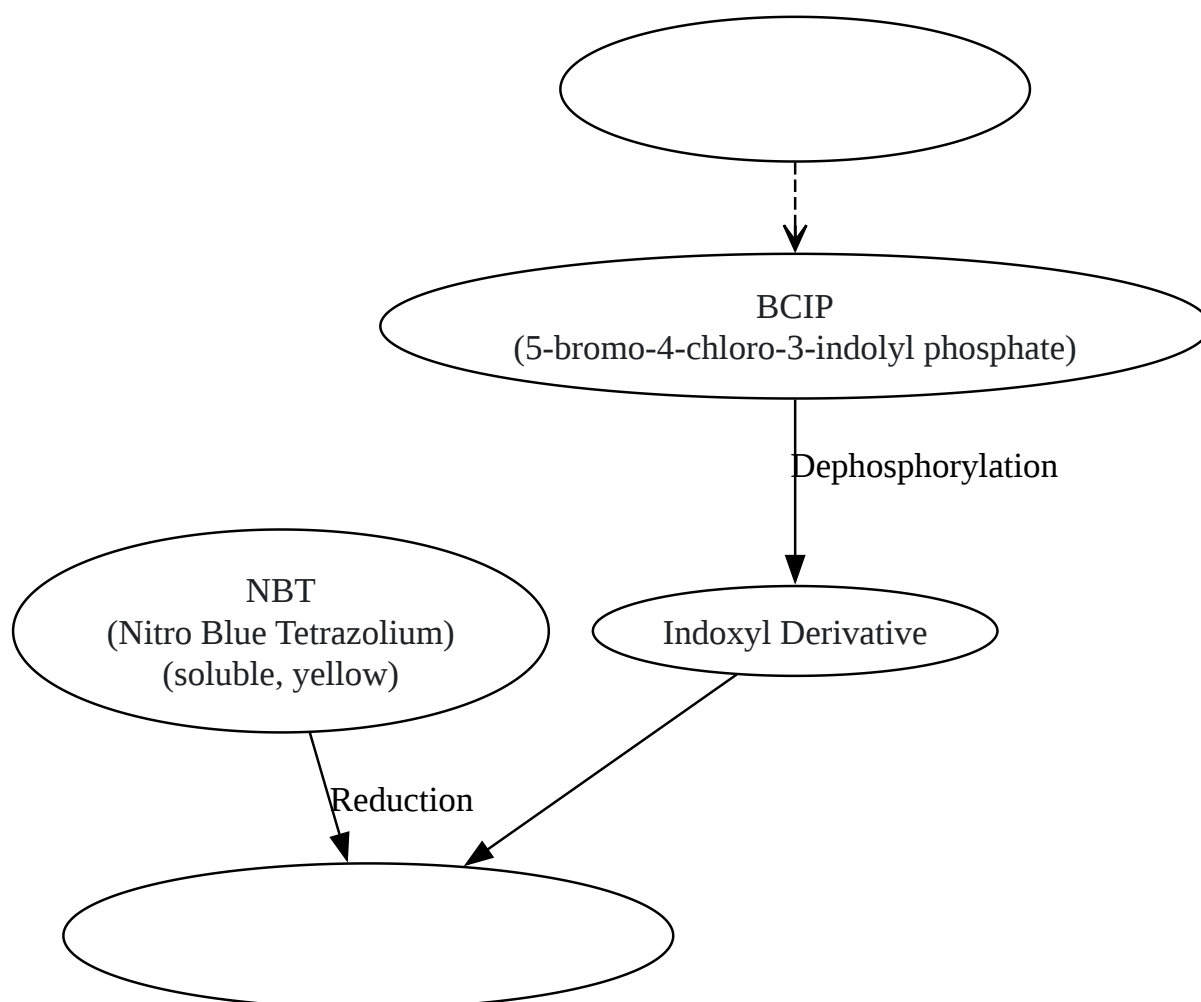 BCIP
(5-bromo-4-chloro-3-indolyl phosphate)
Dephosphorylation
NBT
(Nitro Blue Tetrazolium)
(soluble, yellow)
Indoxyl Derivative
Reduction